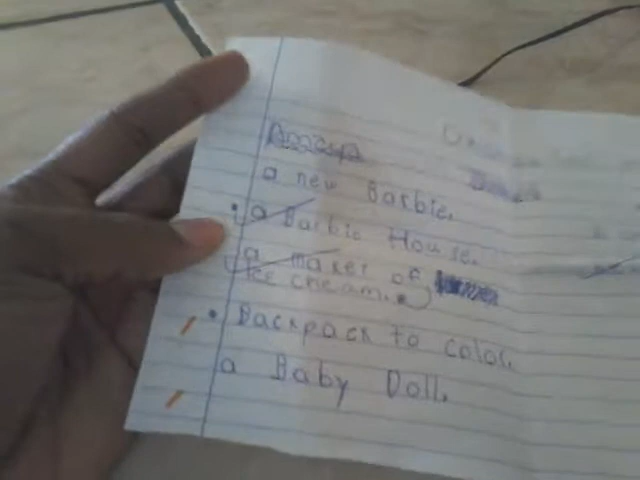 a new Barbie.
a Barbie House.
a maker of
Ice cream.
Backpack to color.
a Baby Doll.